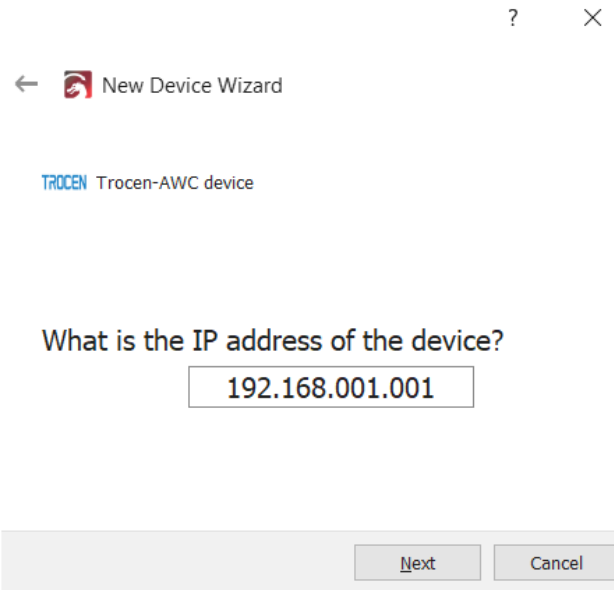 ?
New Device Wizard
TROCEN Trocen-AWC device
What is the IP address of the device?
192.168.001.001
Next Cancel